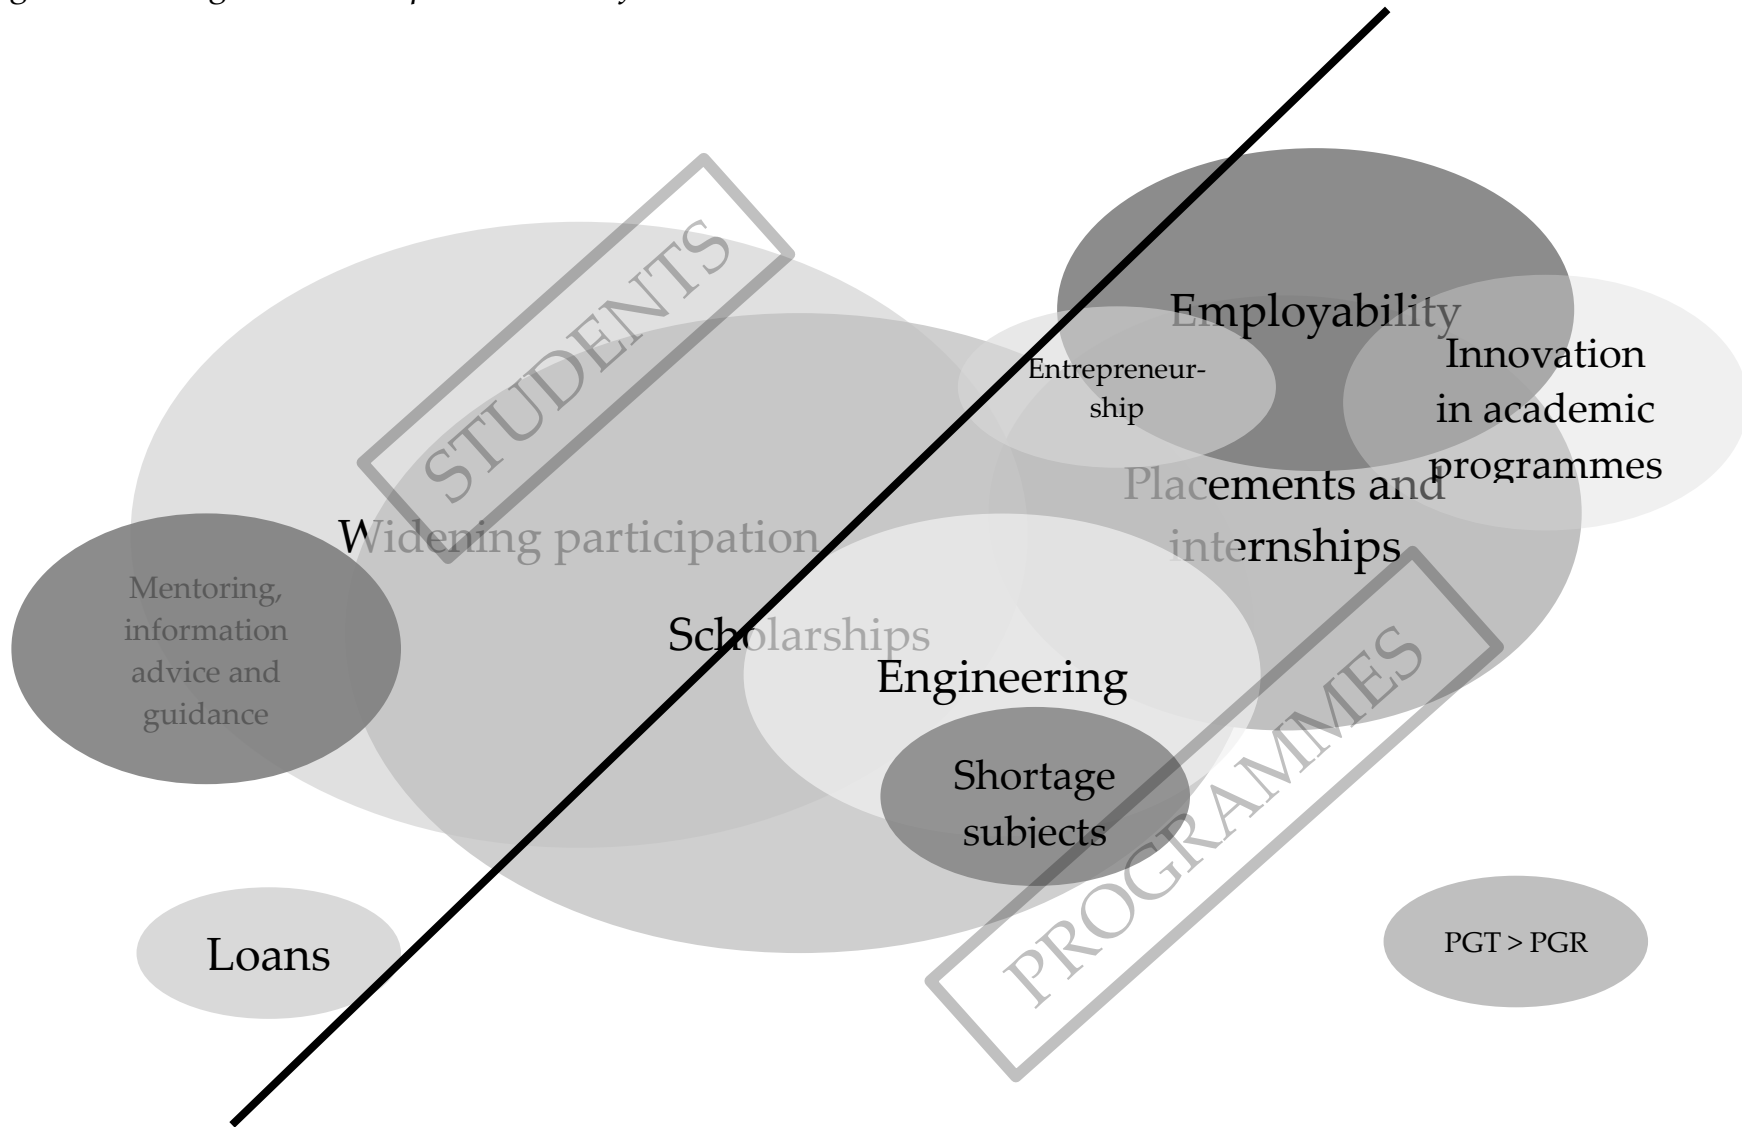 STUDENTS
Employability
Innovation
in academic
programmes
Entrepreneur-
ship
Placements and
internships
Widening participation
Mentoring,
information
advice and
guidance
Scholarships
Engineering
Shortage
subjects
PROGRAMMES
Loans
PGT > PGR